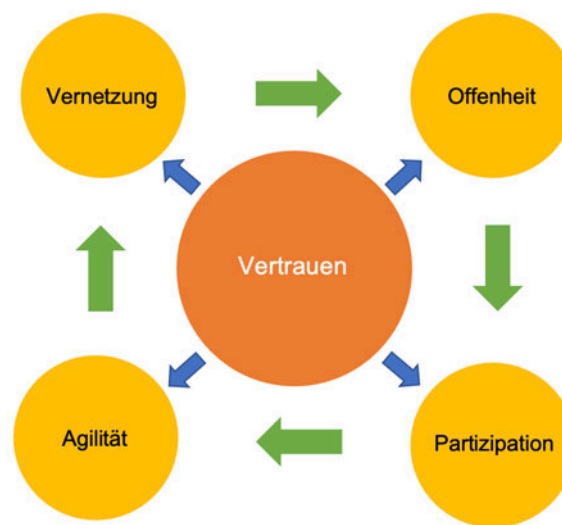 Vernetzung
Offenheit
Vertrauen
Agilität
Partizipation